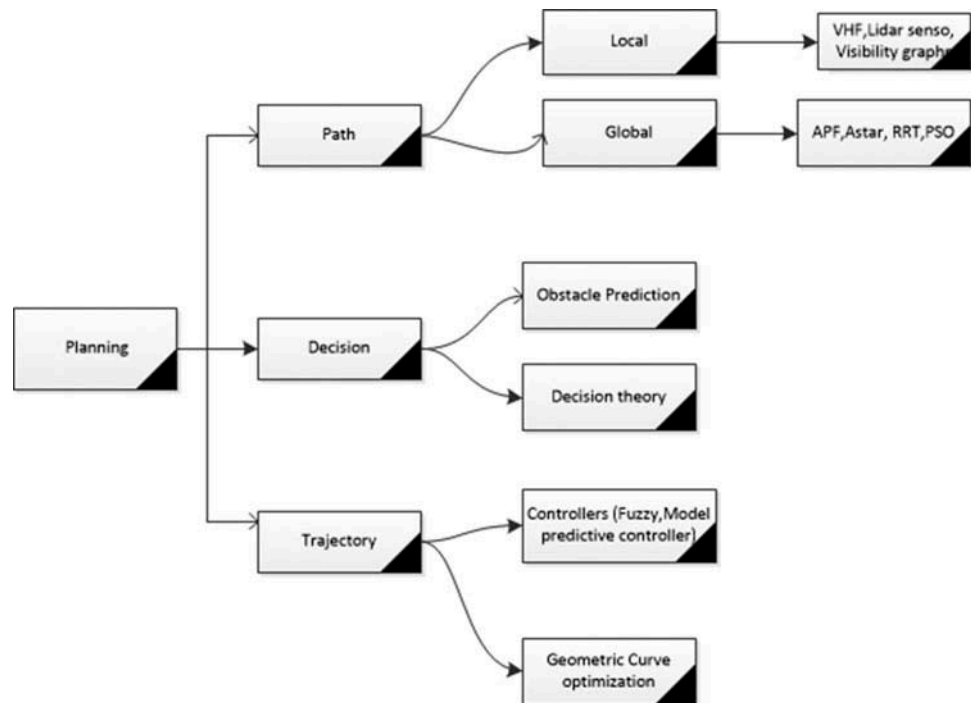 Local
VHF,Lidar senso,
Visibility graphs
Path
Global
APF,Astar, RRT,PSO
Obstacle Prediction
Planning
Decision
Decision theory
Controllers (Fuzzy,Model
predictive controller)
Trajectory
Geometric Curve
optimization